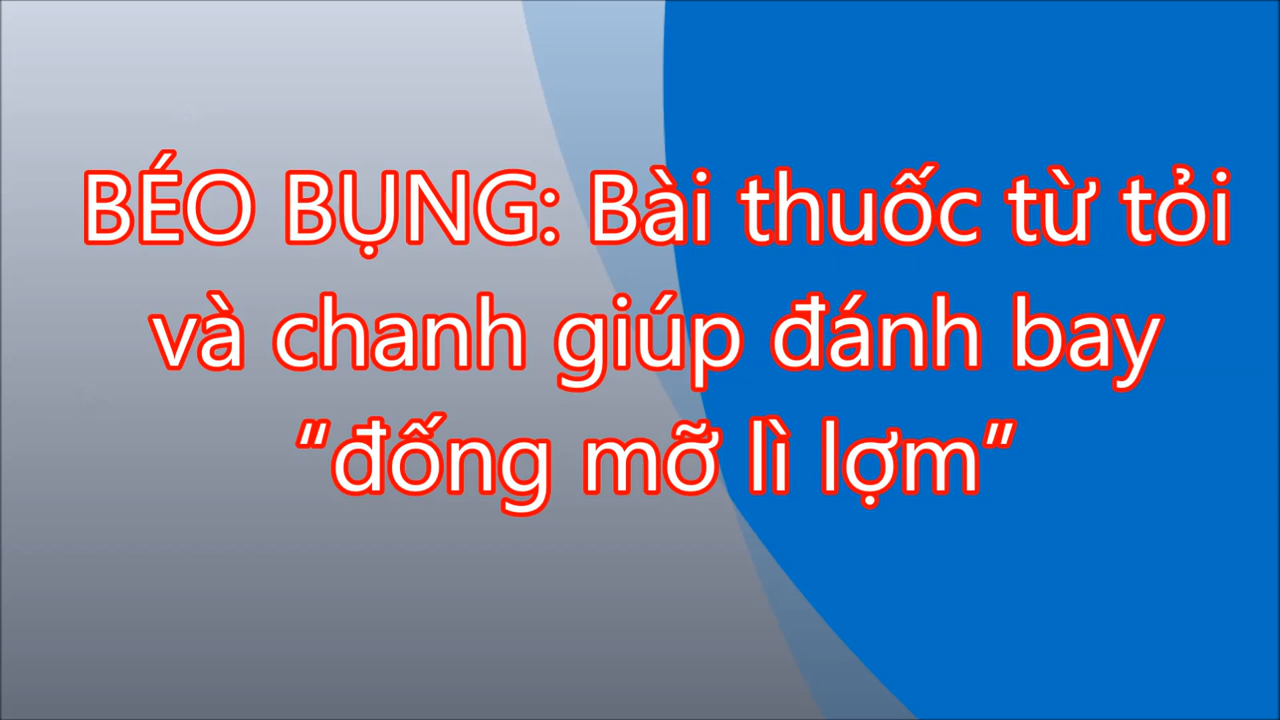 BÉO BỤNG: Bài thuốc từ tỏi
và chanh giúp đánh bay
“đống mỡ lì lợm”